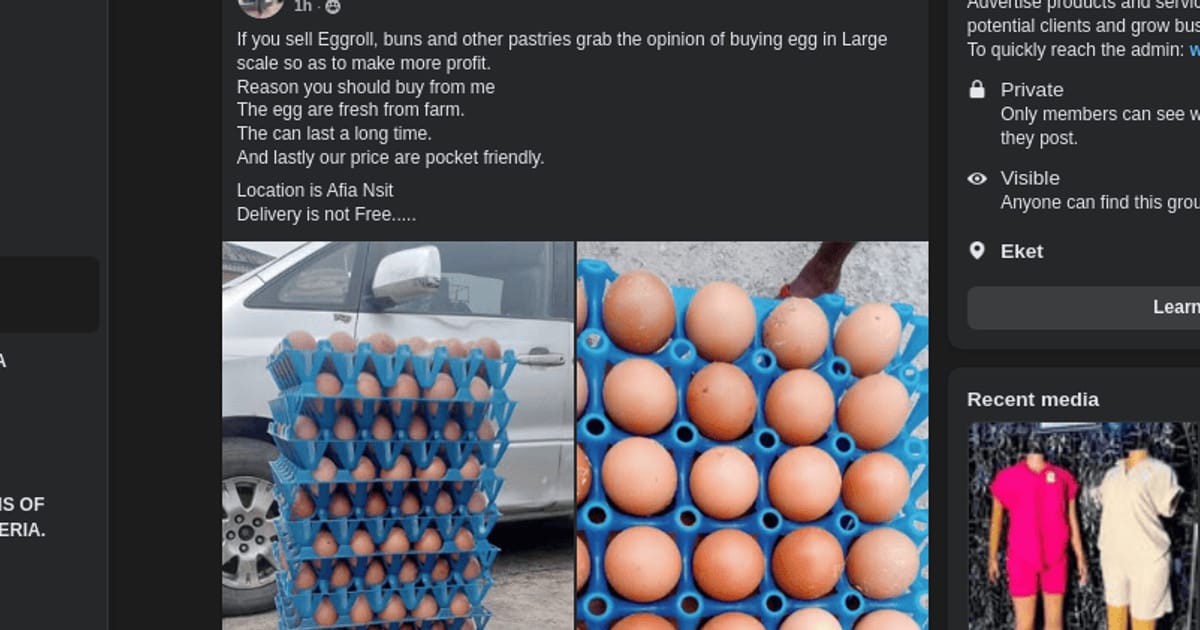 1h ·
If you sell Eggroll, buns and other pastries grab the opinion of buying egg in Large
scale so as to make more profit.
Reason you should buy from me
The egg are fresh from farm.
The can last a long time.
And lastly our price are pocket friendly.
Location is Afia Nsit
Delivery is not Free.....
A
IS OF
ERIA.
Advertise products and servic
potential clients and grow bus
To quickly reach the admin: w
Private
Only members can see w
they post.
Visible
Anyone can find this grou
Eket
Learn
Recent media